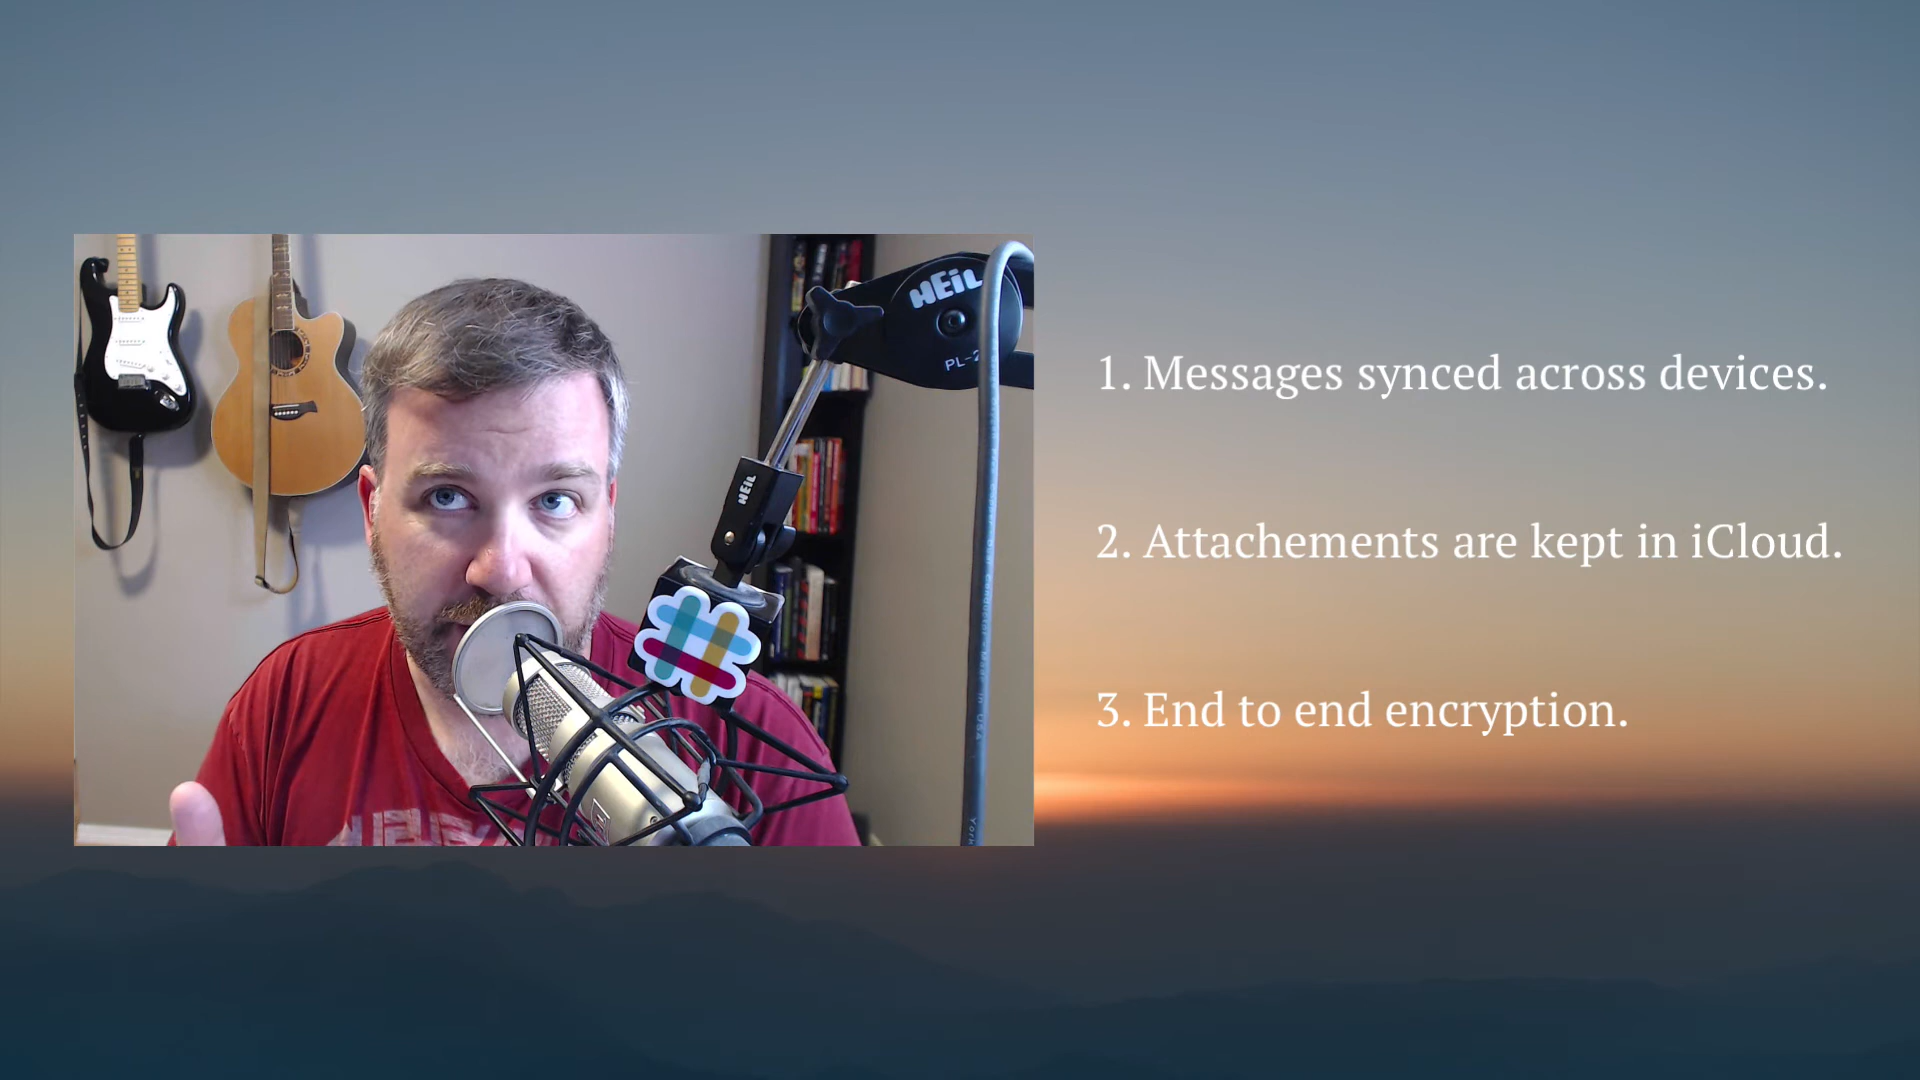 HEiL
PL-2
HEiL
1. Messages synced across devices.
2. Attachements are kept in iCloud.
3. End to end encryption.